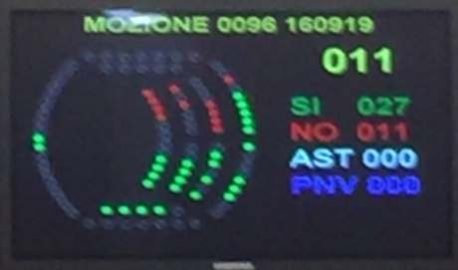 MOZIONE 0096 160919
011
SI 027
NO 011
AST 000
PNV 000